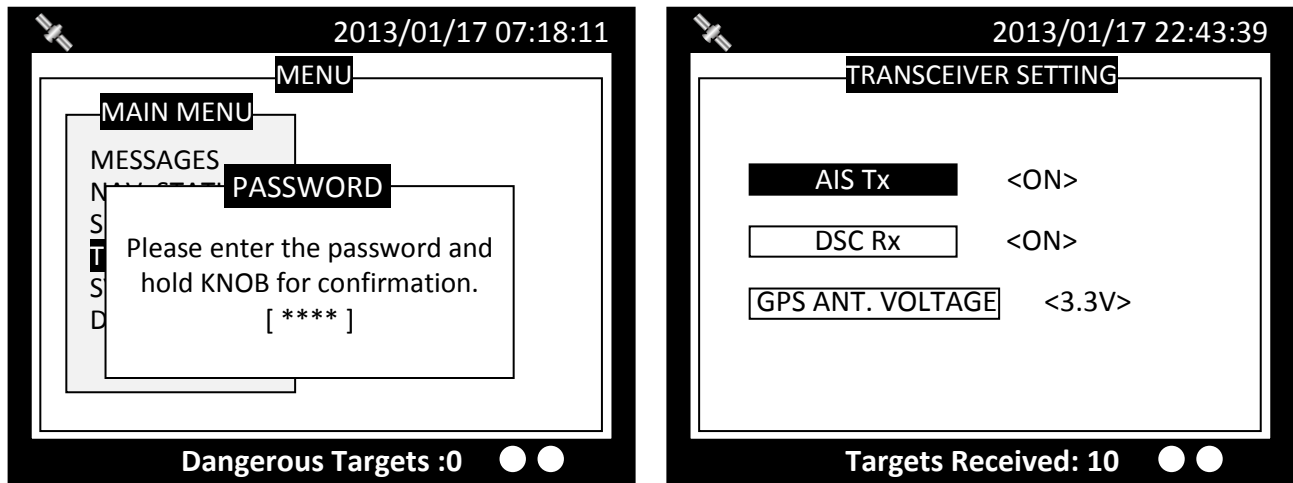 2013/01/17 07:18:11
MENU
MAIN MENU
MESSAGES
PASSWORD
S
T
S
D
Please enter the password and
hold KNOB for confirmation.
[ **** ]
Dangerous Targets :0
2013/01/17 22:43:39
TRANSCEIVER SETTING
AIS Tx <ON>
DSC Rx <ON>
GPS ANT. VOLTAGE <3.3V>
Targets Received: 10